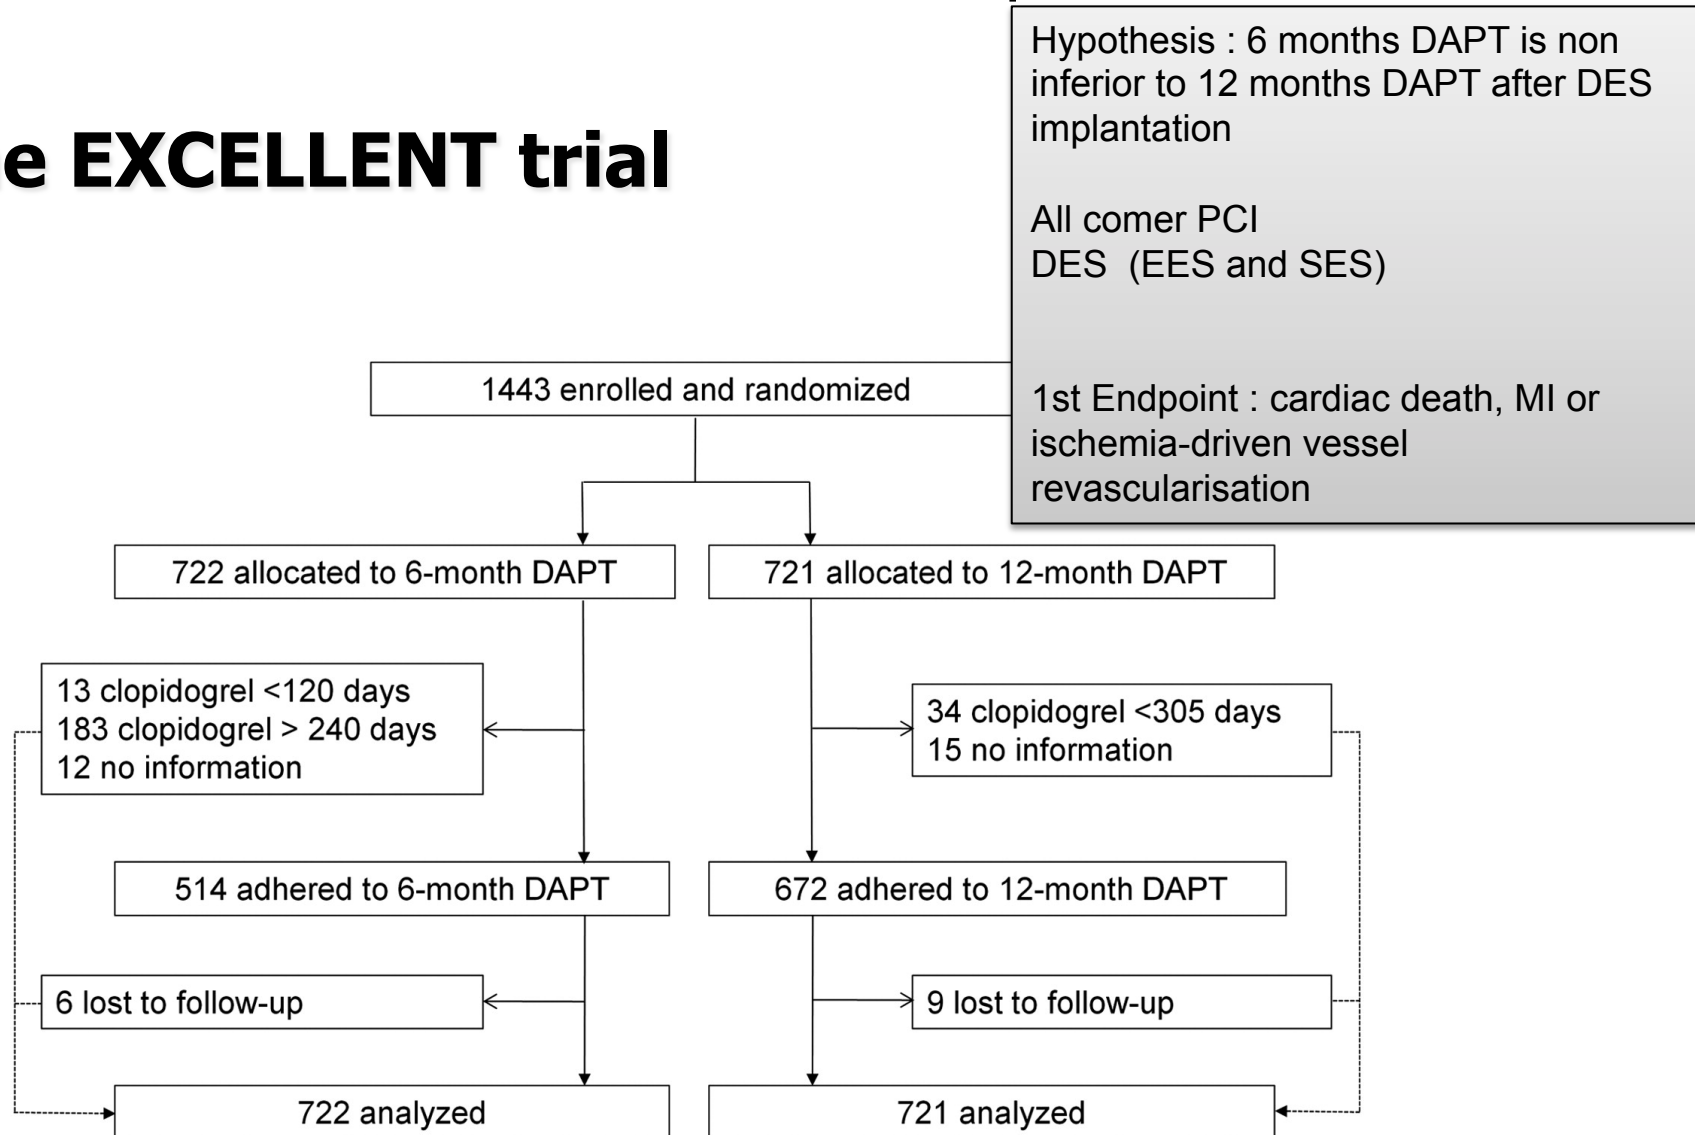 e EXCELLENT trial
Hypothesis : 6 months DAPT is non
inferior to 12 months DAPT after DES
implantation
All comer PCI
DES (EES and SES)
1st Endpoint : cardiac death, MI or
ischemia-driven vessel
revascularisation
1443 enrolled and randomized
722 allocated to 6-month DAPT
721 allocated to 12-month DAPT
13 clopidogrel <120 days
183 clopidogrel > 240 days
12 no information
34 clopidogrel <305 days
15 no information
514 adhered to 6-month DAPT
672 adhered to 12-month DAPT
6 lost to follow-up
9 lost to follow-up
722 analyzed
721 analyzed